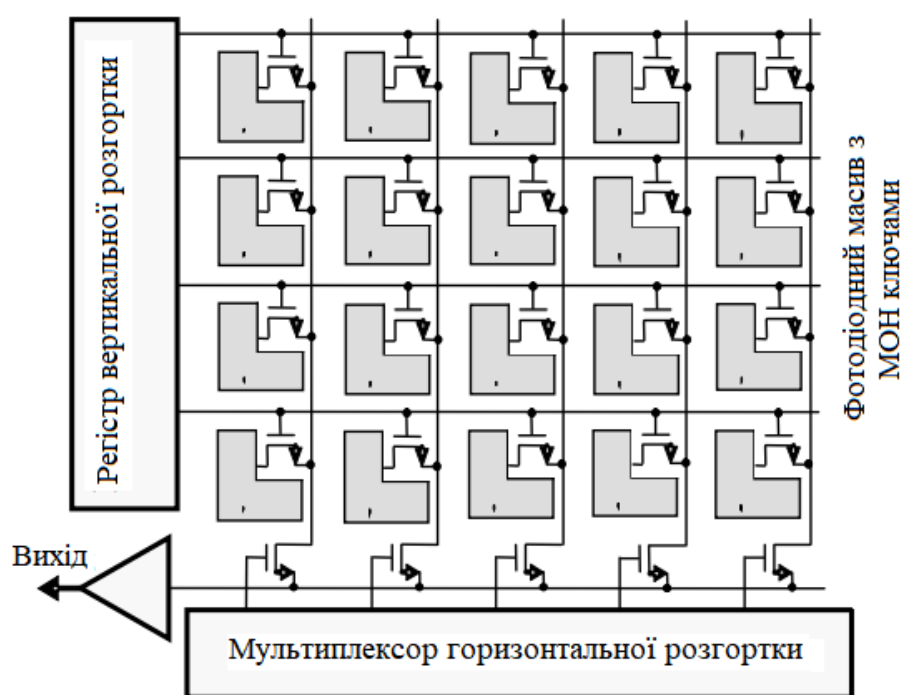 Регістр вертикальної розгортки
Фотодіодний масив з
МОН ключами
Вихід
Мультиплексор горизонтальної розгортки